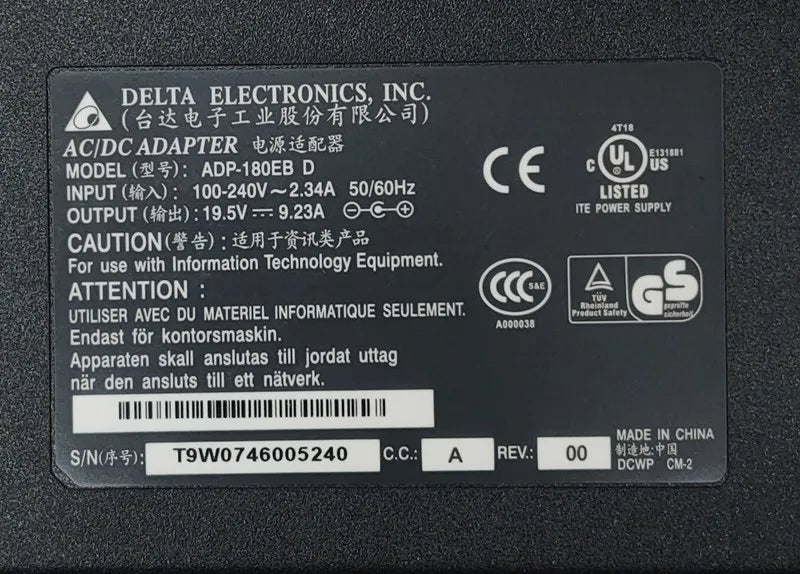 DELTA ELECTRONICS, INC.
(台达电子工业股份有限公司)
AC/DC ADAPTER 电源适配器
MODEL (型号): ADP-180EB D
INPUT (输入): 100-240V~2.34A 50/60Hz
OUTPUT (输出): 19.5V⎓9.23A
CAUTION(警告): 适用于资讯类产品
For use with Information Technology Equipment.
ATTENTION :
UTILISER AVEC DU MATERIEL INFORMATIQUE SEULEMENT.
Endast för kontorsmaskin.
Apparaten skall anslutas till jordat uttag
när den ansluts till ett nätverk.
S/N(序号): T9W0746005240 C.C.: A REV.: 00
MADE IN CHINA
制造地:中国
DCWP CM-2
CE
4T18
C UL US
E131881
LISTED
ITE POWER SUPPLY
CCC S&E
A000038
TÜV
Rheinland
Product Safety
GS
geprüfte
Sicherheit